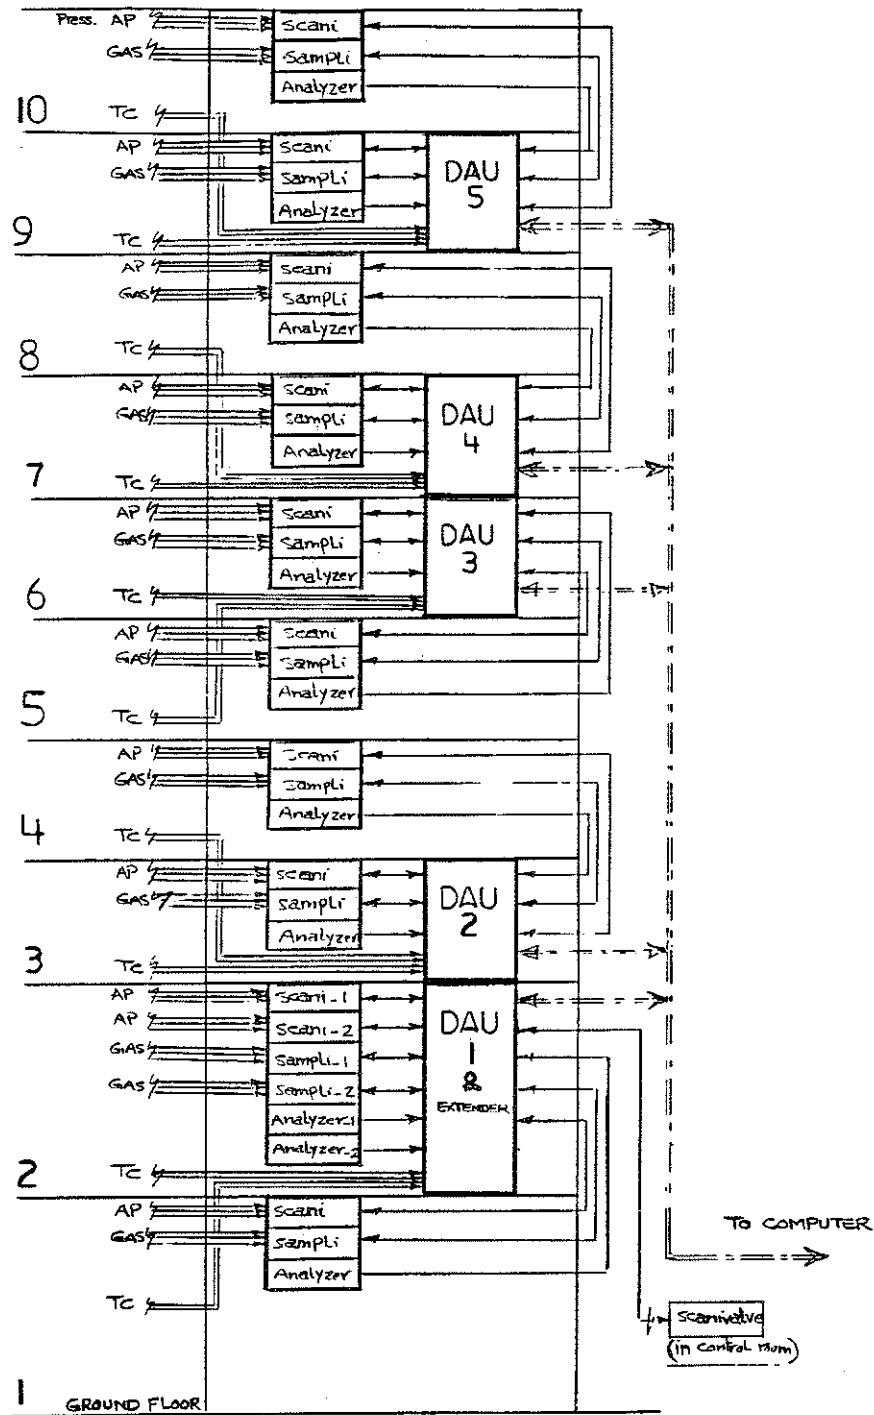 Press. AP
Scani
GAS
Sampli
Analyzer
TC
10
AP
Scani
GAS
Sampli
DAU
5
Analyzer
TC
9
AP
Scani
GAS
Sampli
Analyzer
TC
8
AP
Scani
GAS
Sampli
DAU
4
Analyzer
TC
7
AP
Scani
GAS
Sampli
DAU
3
Analyzer
TC
6
AP
Scani
GAS
Sampli
Analyzer
TC
5
AP
Scani
GAS
Sampli
Analyzer
TC
4
AP
Scani
GAS
Sampli
DAU
2
Analyzer
TC
3
AP
Scani-1
AP
Scani-2
GAS
Sampli-1
GAS
Sampli-2
Analyzer-1
Analyzer-2
DAU
1
&
EXTENDER
TC
2
AP
Scani
GAS
Sampli
Analyzer
TC
TO COMPUTER
Scanivalve
(in control room)
1
GROUND FLOOR